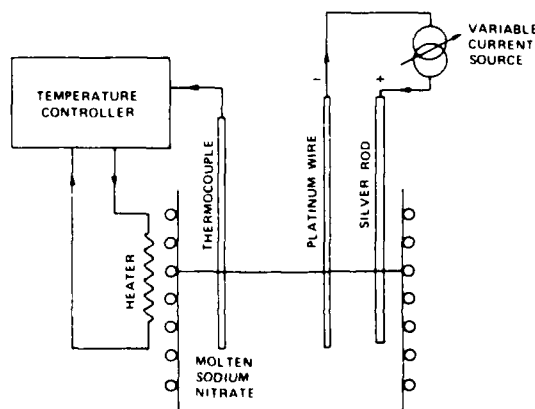 VARIABLE
CURRENT
SOURCE
TEMPERATURE
CONTROLLER
- +
THERMOCOUPLE
PLATINUM WIRE
SILVER ROD
HEATER
MOLTEN
SODIUM
NITRATE